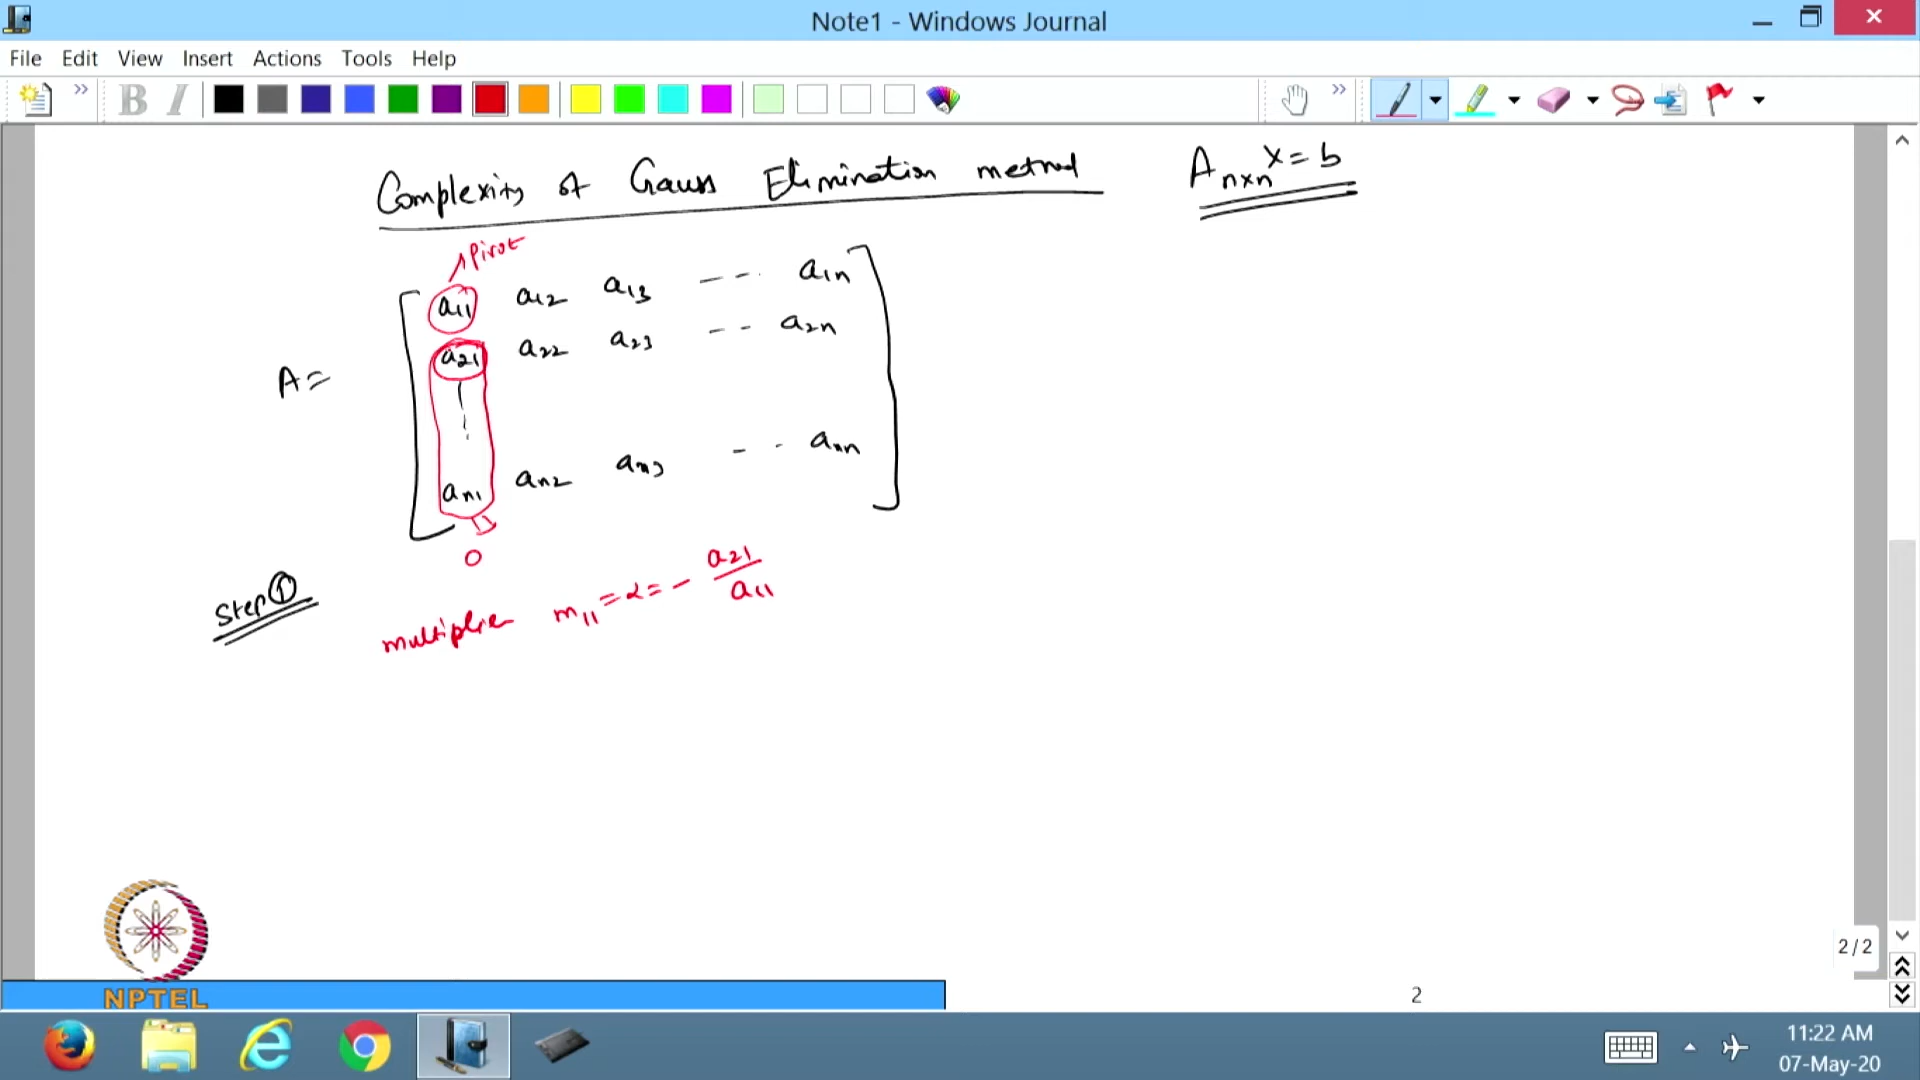 Note1 - Windows Journal
File Edit View Insert Actions Tools Help
B I
Complexity of Gauss Elimination method A n×n x = b
Pivot
a11 a12 a13 -- a1n
a21 a22 a23 -- a2n
A =
an1 an2 an3 -- ann
0
Step ①
multiplier m11 = α = - a21/a11
2/2
NPTEL
2
11:22 AM
07-May-20